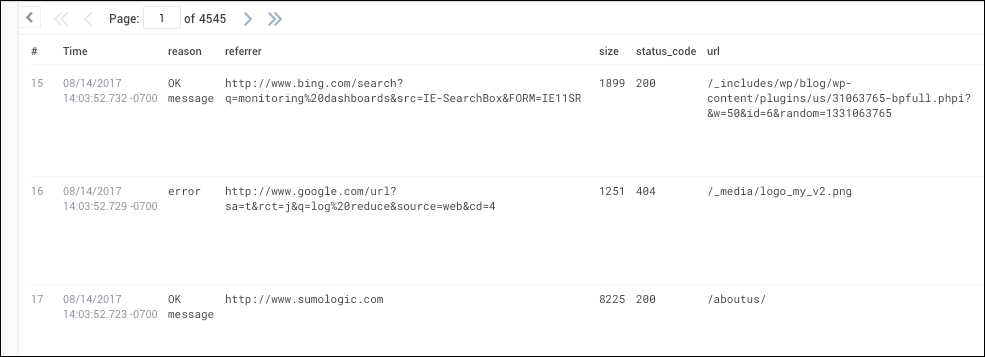 Page: 1 of 4545
# Time reason referrer size status_code url
15 08/14/2017 OK http://www.bing.com/search? 1899 200 /_includes/wp/blog/wp-
14:03:52.732 -0700 message q=monitoring%20dashboards&src=IE-SearchBox&FORM=IE11SR content/plugins/us/31063765-bpfull.phpi?
&w=50&id=6&random=1331063765
16 08/14/2017 error http://www.google.com/url? 1251 404 /_media/logo_my_v2.png
14:03:52.729 -0700 sa=t&rct=j&q=log%20reduce&source=web&cd=4
17 08/14/2017 OK http://www.sumologic.com 8225 200 /aboutus/
14:03:52.723 -0700 message